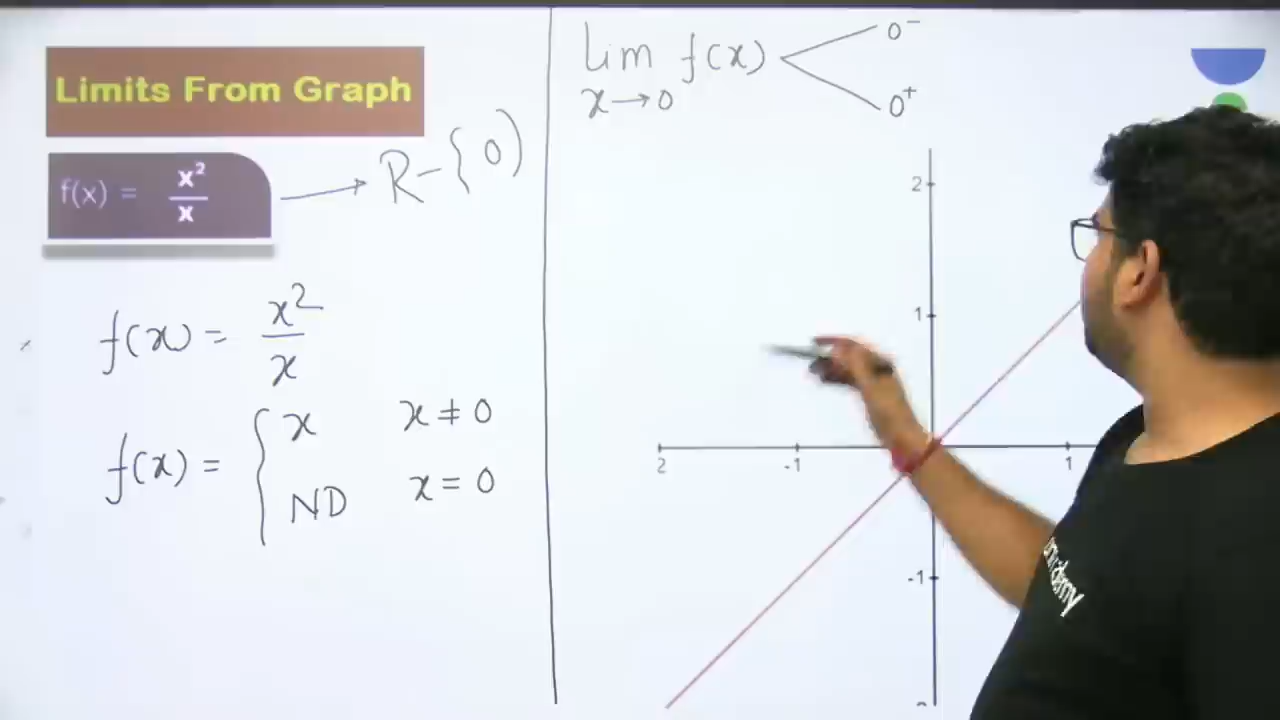 Limits From Graph
f(x) = x²/x
R-{0)
f(x) = x²/x
f(x) = { x x ≠ 0
ND x = 0
lim f(x) 0⁻
x→0 0⁺
2
1
2 -1 1
-1